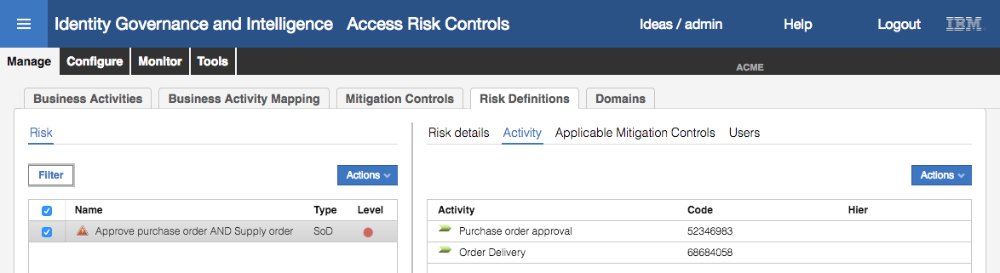 Identity Governance and Intelligence Access Risk Controls Ideas / admin Help Logout IBM
Manage Configure Monitor Tools ACME
Business Activities Business Activity Mapping Mitigation Controls Risk Definitions Domains
Risk
Risk details Activity Applicable Mitigation Controls Users
Filter Actions
Actions
Name Type Level
Approve purchase order AND Supply order SoD
Activity Code Hier
Purchase order approval 52346983
Order Delivery 68684058